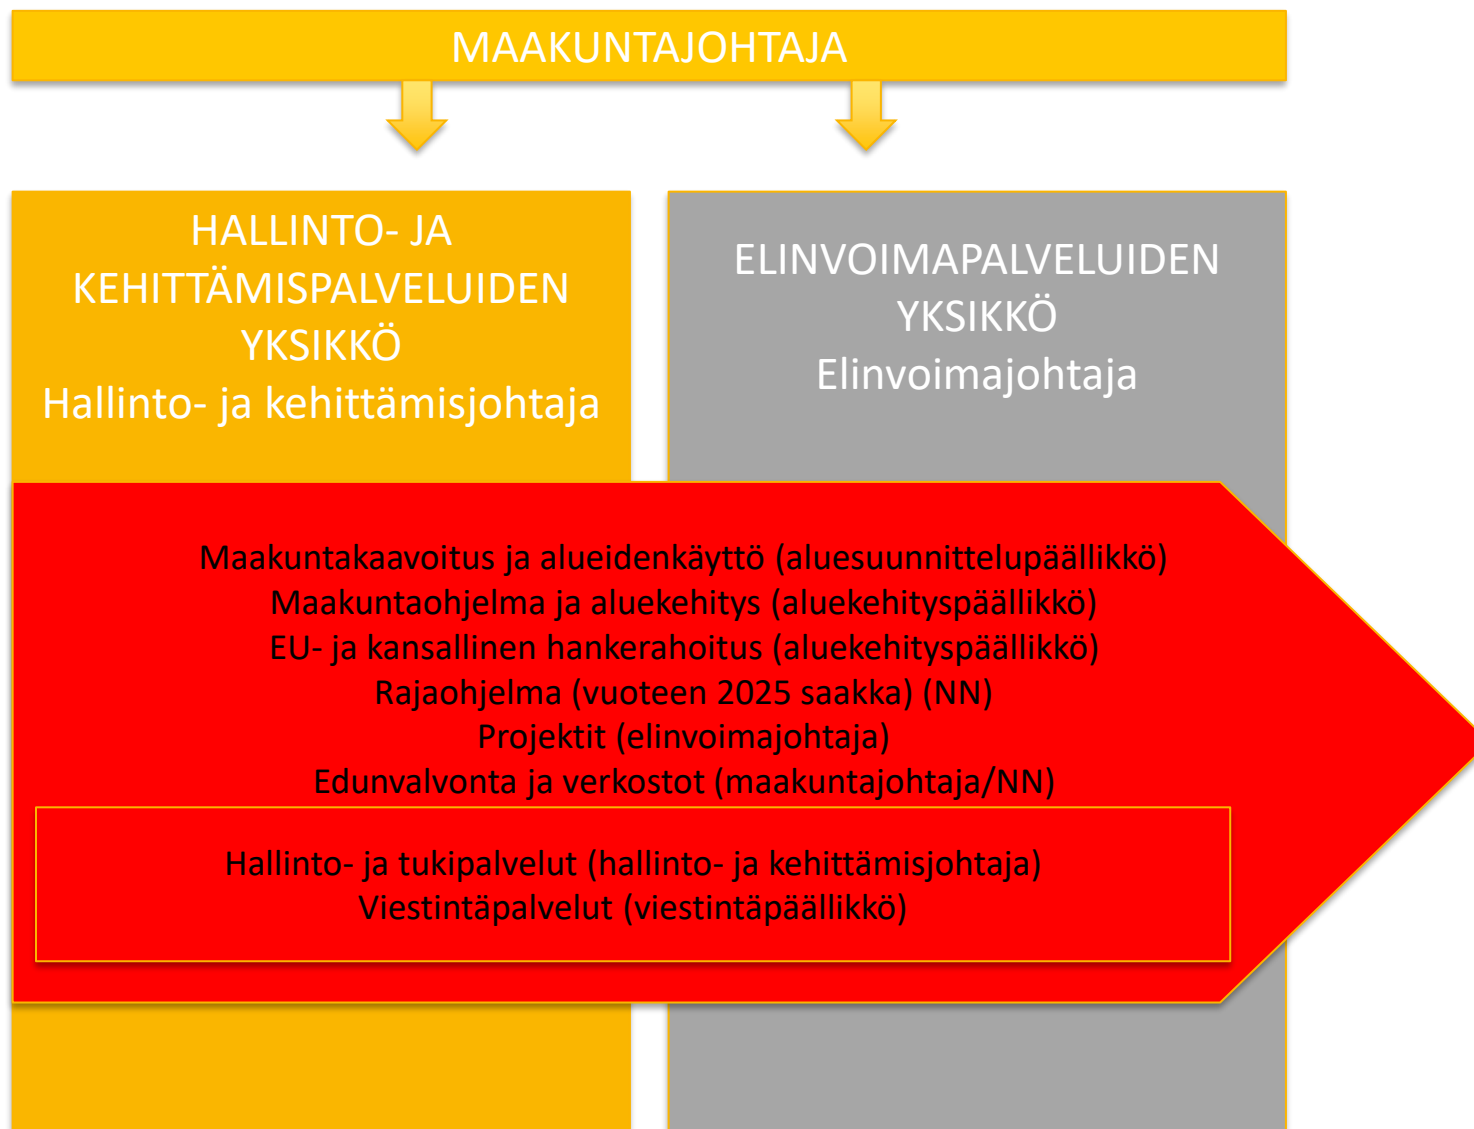 MAAKUNTAJOHTAJA
HALLINTO- JA
KEHITTÄMISPALVELUIDEN
YKSIKKÖ
Hallinto- ja kehittämisjohtaja
ELINVOIMAPALVELUIDEN
YKSIKKÖ
Elinvoimajohtaja
Maakuntakaavoitus ja alueidenkäyttö (aluesuunnittelupäällikkö)
Maakuntaohjelma ja aluekehitys (aluekehityspäällikkö)
EU- ja kansallinen hankerahoitus (aluekehityspäällikkö)
Rajaohjelma (vuoteen 2025 saakka) (NN)
Projektit (elinvoimajohtaja)
Edunvalvonta ja verkostot (maakuntajohtaja/NN)
Hallinto- ja tukipalvelut (hallinto- ja kehittämisjohtaja)
Viestintäpalvelut (viestintäpäällikkö)